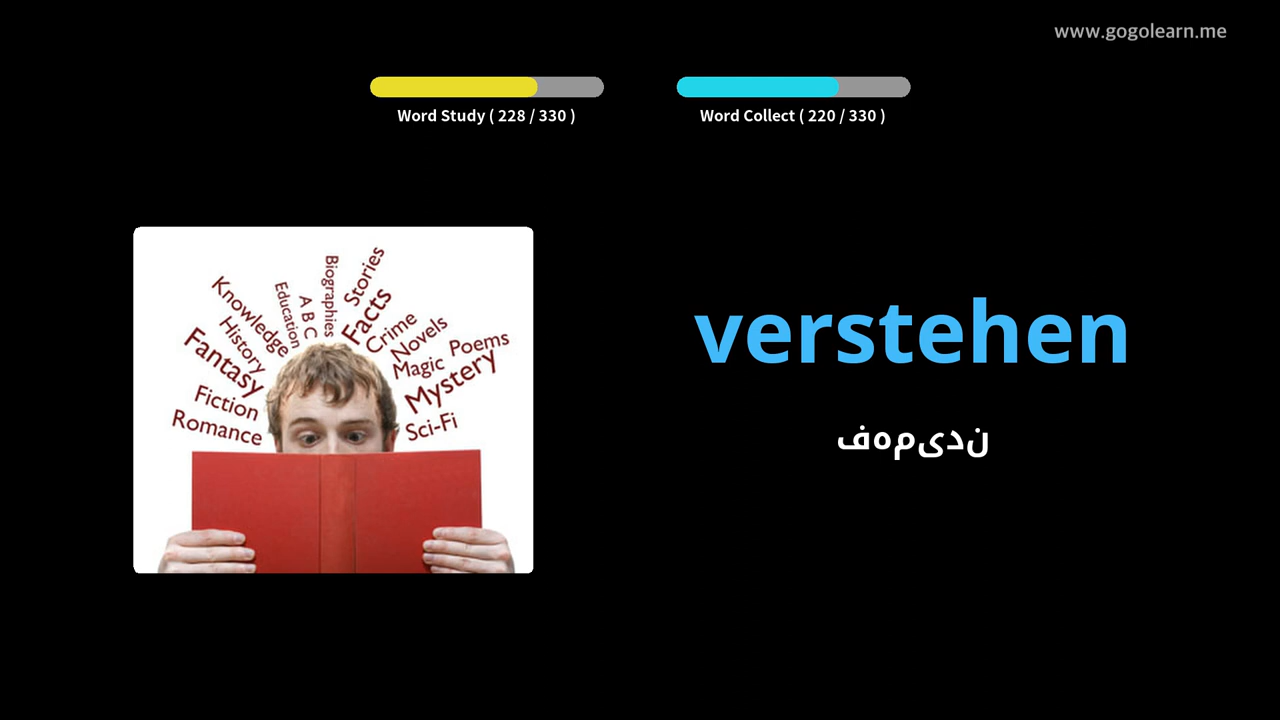 www.gogolearn.me
Word Study ( 228 / 330 )
Word Collect ( 220 / 330 )
Knowledge
History
Fantasy
Fiction
Romance
Education
A B C
Biographies
Stories
Facts
Crime
Novels
Magic
Poems
Mystery
Sci-Fi
verstehen
ندیمهف